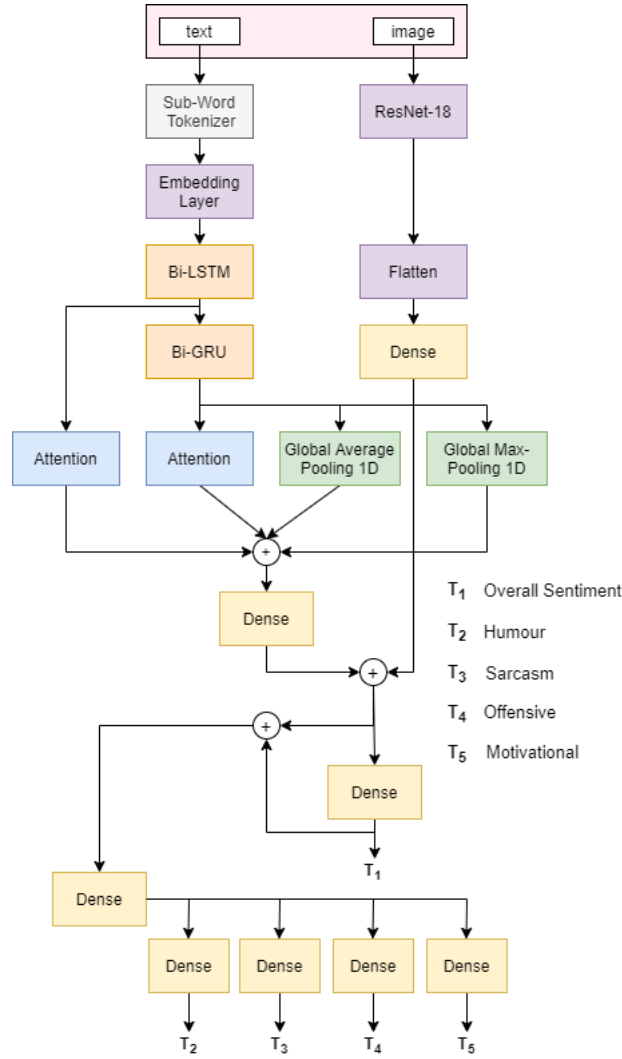 text
image
Sub-Word
Tokenizer
ResNet-18
Embedding
Layer
Bi-LSTM
Flatten
Bi-GRU
Dense
Attention
Attention
Global Average
Pooling 1D
Global Max-
Pooling 1D
+
Dense
T1 Overall Sentiment
T2 Humour
T3 Sarcasm
T4 Offensive
T5 Motivational
+
+
Dense
T1
Dense
Dense
Dense
Dense
Dense
T2
T3
T4
T5